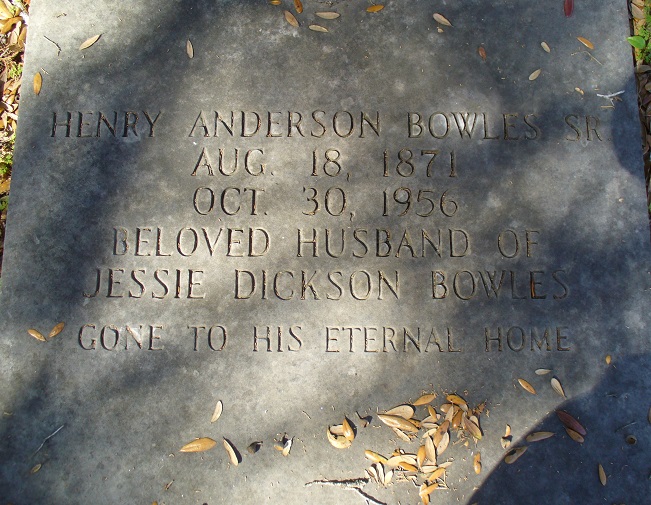 HENRY ANDERSON BOWLES SR.
AUG. 18, 1871
OCT. 30, 1956
BELOVED HUSBAND OF
JESSIE DICKSON BOWLES
GONE TO HIS ETERNAL HOME